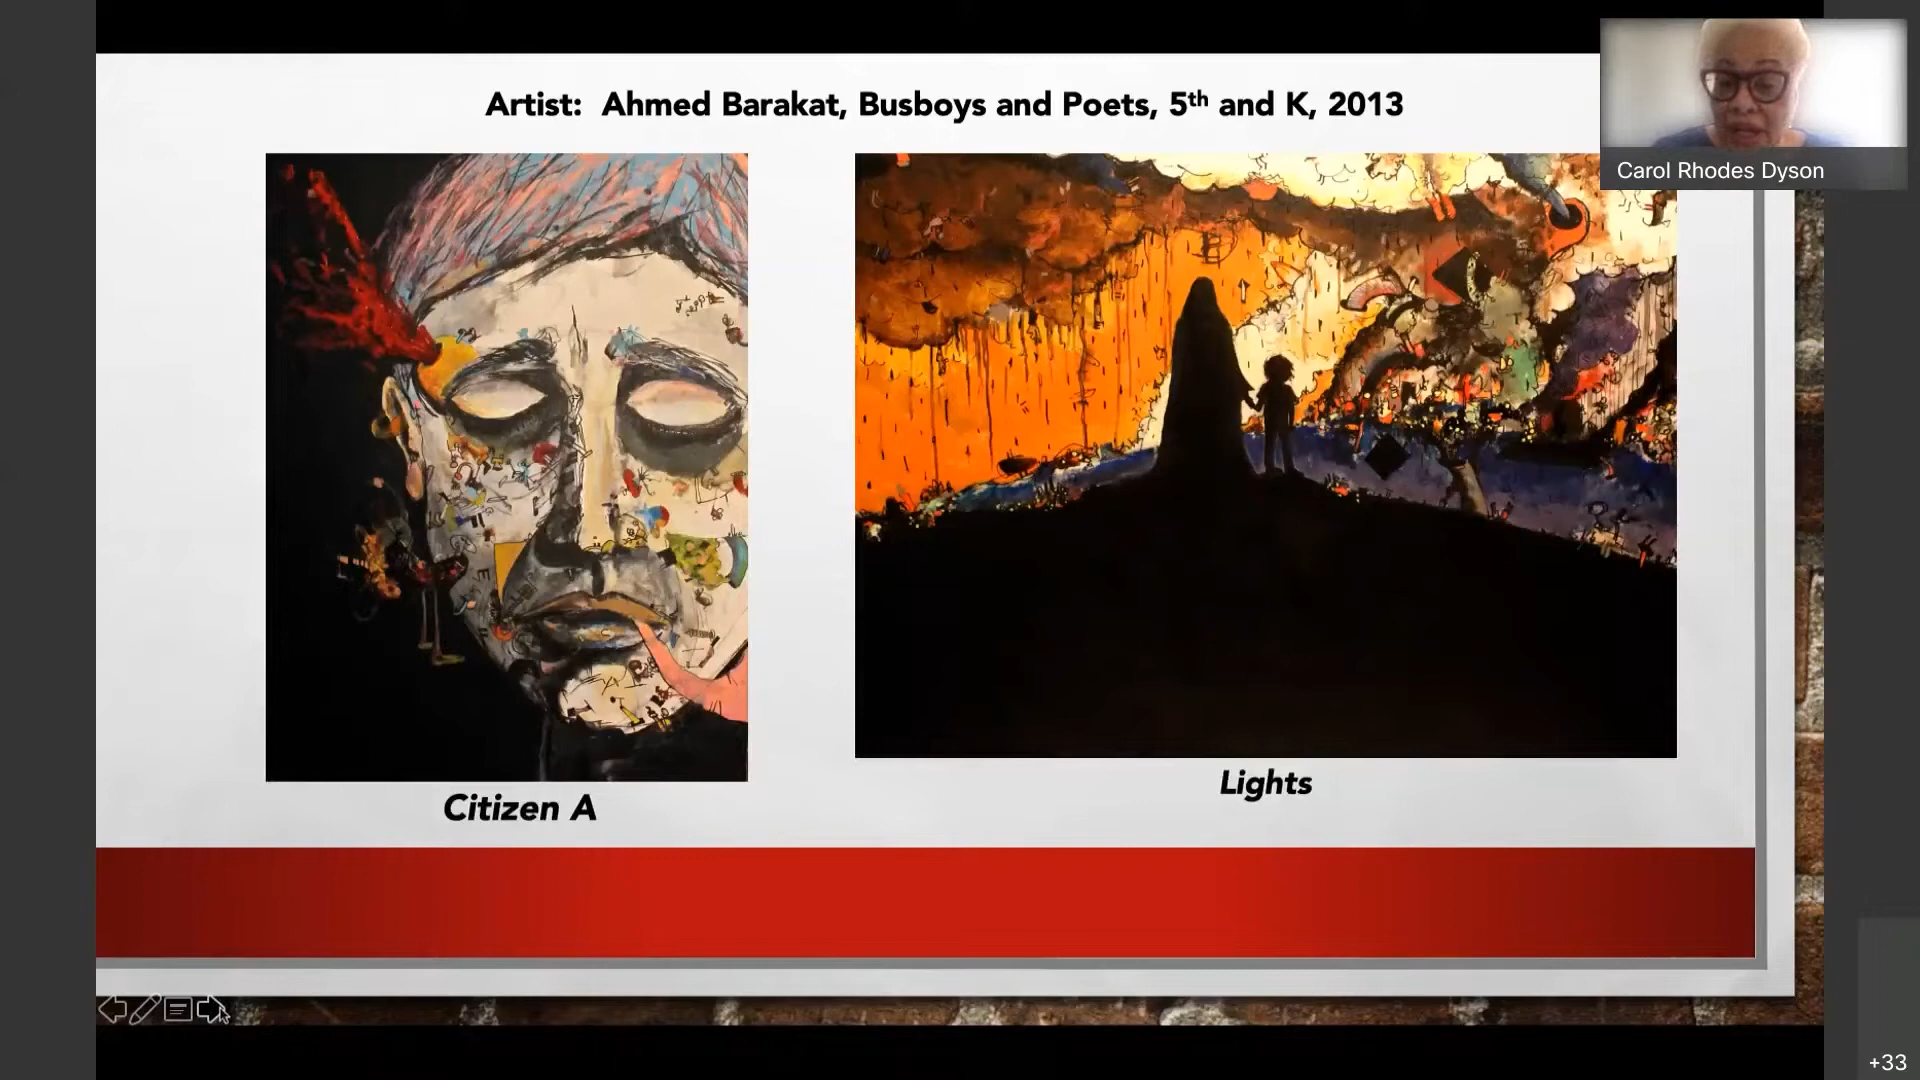 Artist: Ahmed Barakat, Busboys and Poets, 5th and K, 2013
Carol Rhodes Dyson
Citizen A
Lights
+33